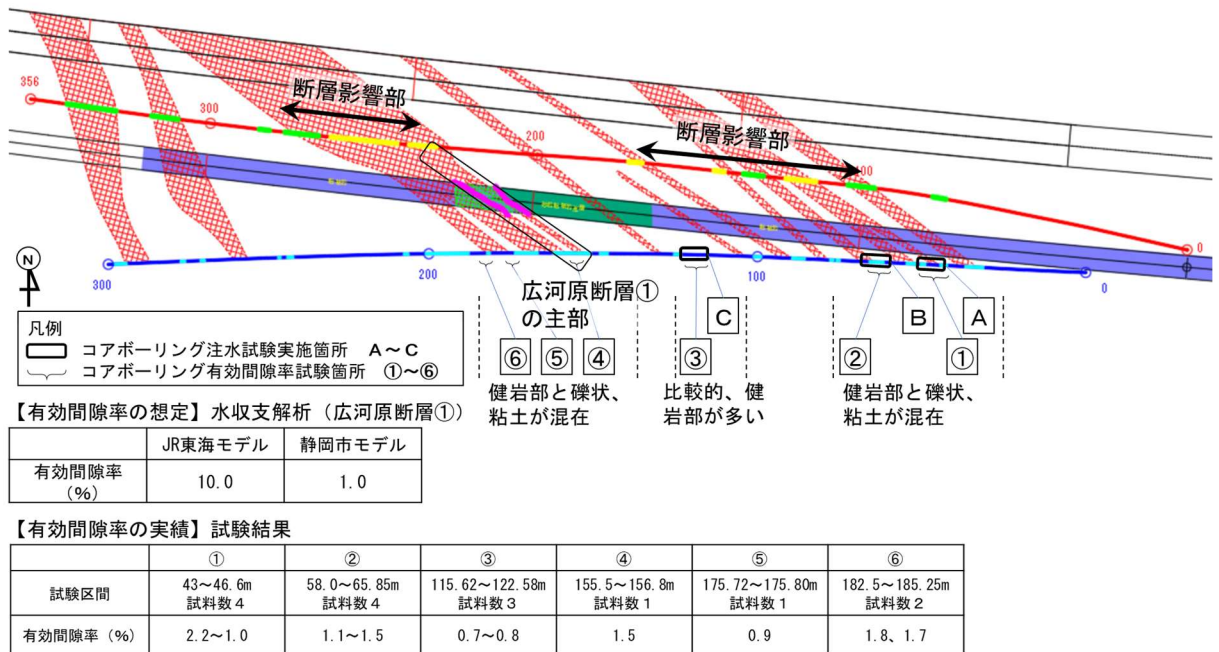 356
300
断層影響部
200
断層影響部
100
0
N
300
200
100
0
広河原断層①
の主部
C
B
A
⑥
⑤
④
③
②
①
健岩部と礫状、
粘土が混在
比較的、健
岩部が多い
健岩部と礫状、
粘土が混在
凡例
コアボーリング注水試験実施箇所 A~C
コアボーリング有効間隙率試験箇所 ①~⑥
【有効間隙率の想定】水収支解析（広河原断層①）
JR東海モデル 静岡市モデル
有効間隙率
（%） 10.0 1.0
【有効間隙率の実績】試験結果
① ② ③ ④ ⑤ ⑥
試験区間 43～46.6m 58.0～65.85m 115.62～122.58m 155.5～156.8m 175.72～175.80m 182.5～185.25m
試料数4 試料数4 試料数3 試料数1 試料数1 試料数2
有効間隙率（%） 2.2～1.0 1.1～1.5 0.7～0.8 1.5 0.9 1.8、1.7